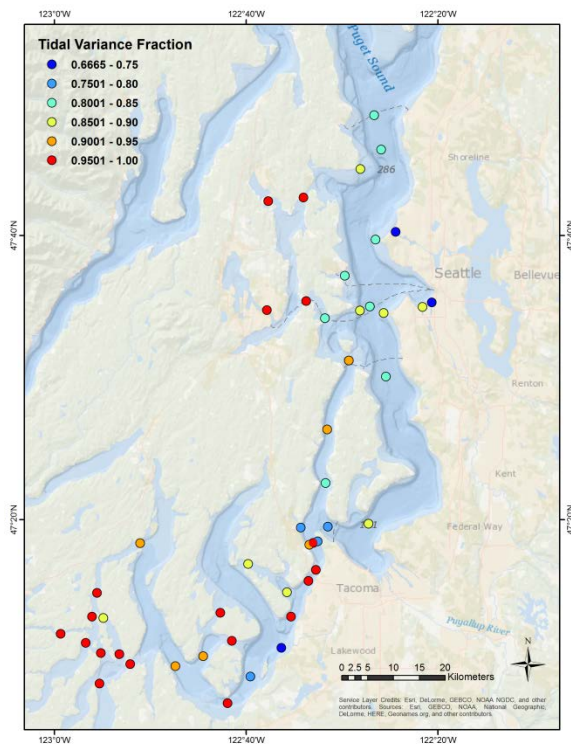 123°0'W 122°40'W 122°20'W
Tidal Variance Fraction
0.6665 - 0.75
0.7501 - 0.80
0.8001 - 0.85
0.8501 - 0.90
0.9001 - 0.95
0.9501 - 1.00
Puget Sound
Shoreline
286
47°40'N 47°40'N
Seattle
Bellevue
Renton
Kent
47°20'N 47°20'N
Federal Way
Tacoma
Puyallup River
Lakewood
N
0 2.5 5 10 15 20
Kilometers
Service Layer Credits: Esri, DeLorme, GEBCO, NOAA NGDC, and other
contributors. Sources: Esri, GEBCO, NOAA, National Geographic,
DeLorme, HERE, Geonames.org, and other contributors.
123°0'W 122°40'W 122°20'W